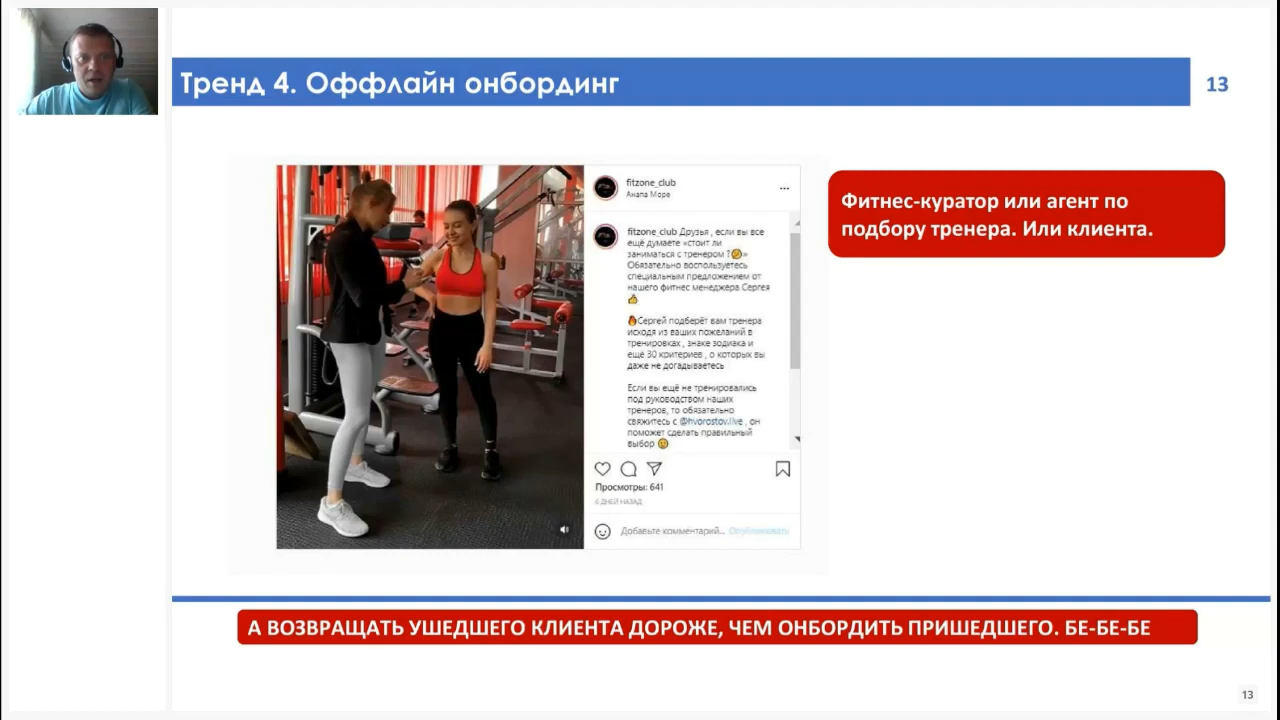 Тренд 4. Оффлайн онбординг
13
fitzone_club
Анапа Море
fitzone_club Друзья , если вы все
ещё думаете «стоит ли
заниматься с тренером ?🤔»
Обязательно воспользуетесь
специальным предложением от
нашего фитнес менеджера Сергея
👍
🔥Сергей подберёт вам тренера
исходя из ваших пожеланий в
тренировках , знаке зодиака и
ещё 30 критериев , о которых вы
даже не догадываетесь
Если вы ещё не тренировались
под руководством наших
тренеров, то обязательно
свяжитесь с @hvorostov.live , он
поможет сделать правильный
выбор 😉
Просмотры: 641
6 ДНЕЙ НАЗАД
Добавьте комментарий... Опубликовать
Фитнес-куратор или агент по
подбору тренера. Или клиента.
А ВОЗВРАЩАТЬ УШЕДШЕГО КЛИЕНТА ДОРОЖЕ, ЧЕМ ОНБОРДИТЬ ПРИШЕДШЕГО. БЕ-БЕ-БЕ
13